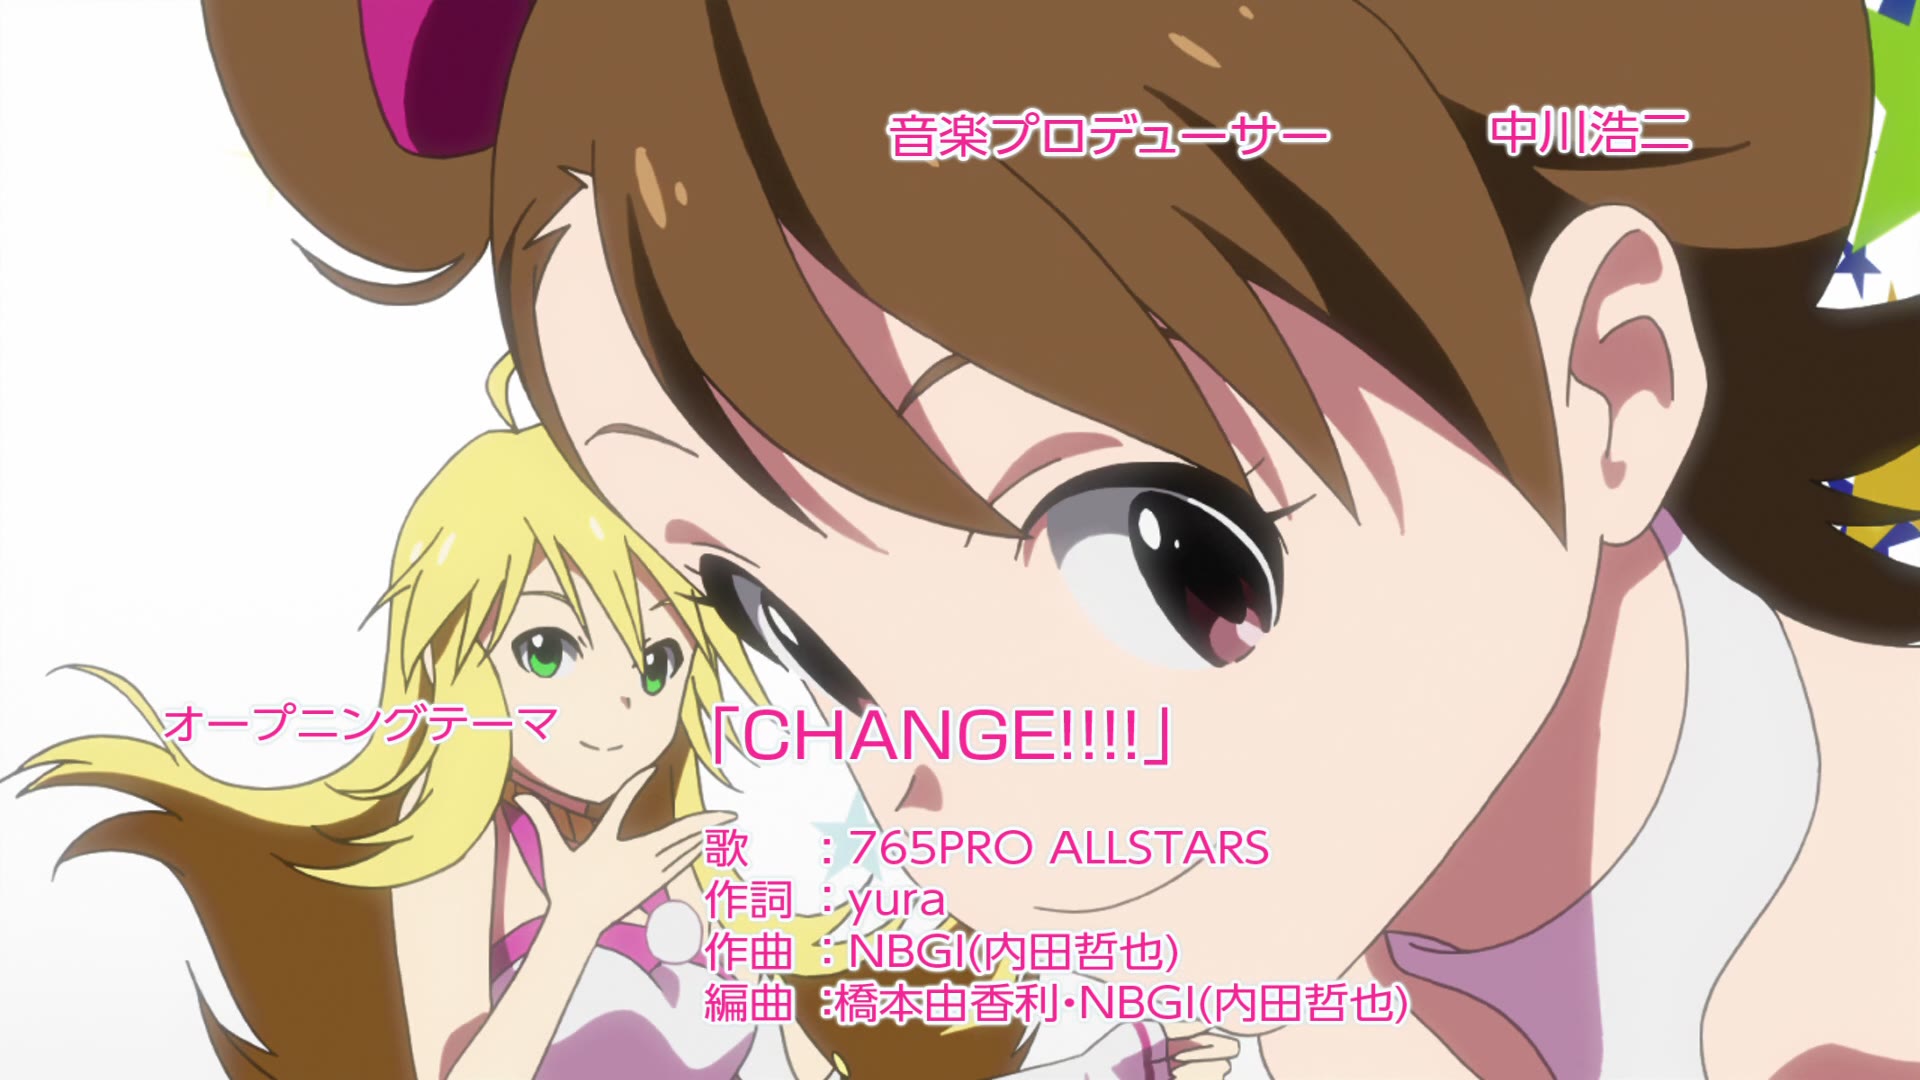 音楽プロデューサー 中川浩二
オープニングテーマ 「CHANGE!!!!」
歌 : 765PRO ALLSTARS
作詞 : yura
作曲 : NBGI(内田哲也)
編曲 :橋本由香利・NBGI(内田哲也)